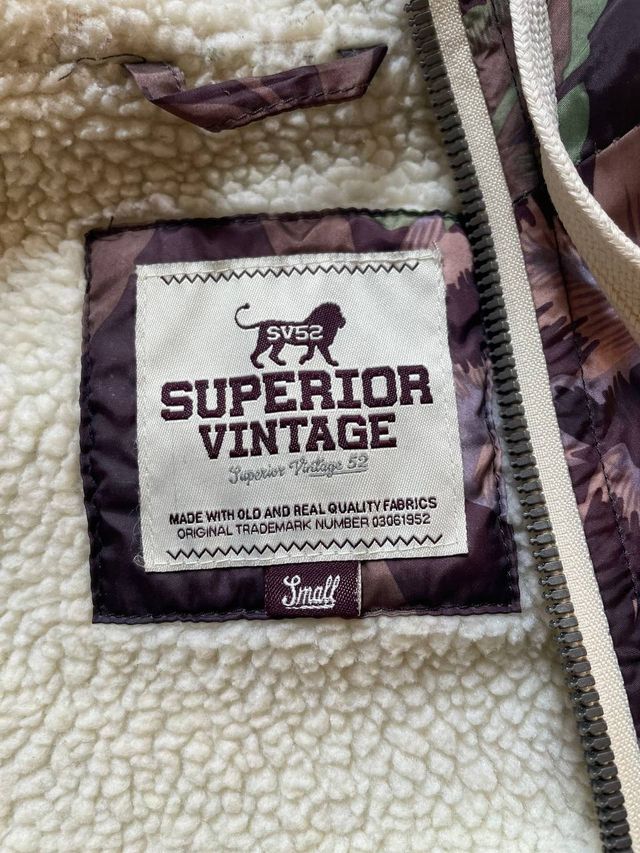 SV52
SUPERIOR
VINTAGE
Superior Vintage 52
MADE WITH OLD AND REAL QUALITY FABRICS
ORIGINAL TRADEMARK NUMBER 03061952
Small